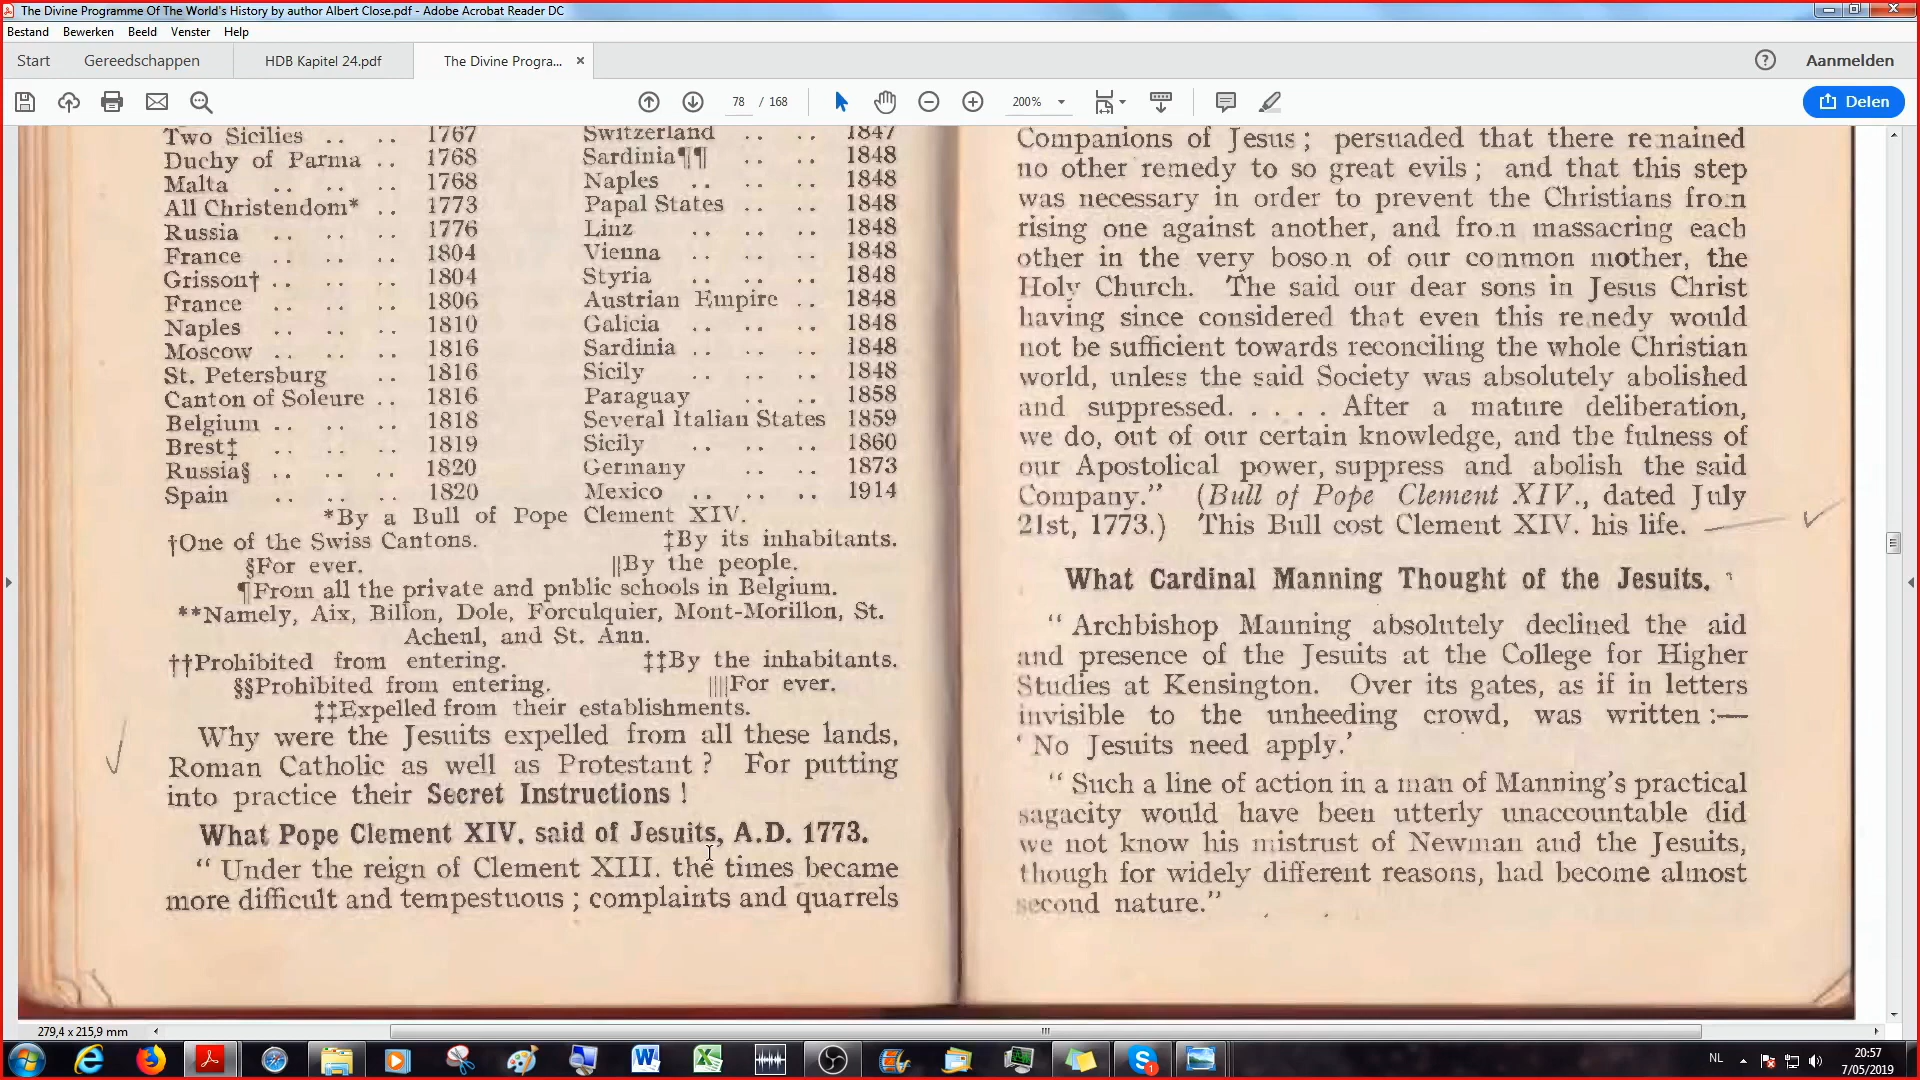 The Divine Programme Of The World's History by author Albert Close.pdf - Adobe Acrobat Reader DC
Bestand Bewerken Beeld Venster Help
Start Gereedschappen HDB Kapitel 24.pdf The Divine Progra... × Aanmelden
78 / 168 200% Delen
Two Sicilies .. .. 1767
Duchy of Parma .. 1768
Malta .. .. .. 1768
All Christendom* .. 1773
Russia .. .. .. 1776
France .. .. .. 1804
Grisson† .. .. .. 1804
France .. .. .. 1806
Naples .. .. .. 1810
Moscow .. .. .. 1816
St. Petersburg .. 1816
Canton of Soleure .. 1816
Belgium .. .. .. 1818
Brest‡ .. .. .. 1819
Russia§ .. .. .. 1820
Spain .. .. .. 1820
Switzerland .. .. 1847
Sardinia¶¶ .. .. 1848
Naples .. .. .. 1848
Papal States .. .. 1848
Linz .. .. .. 1848
Vienna .. .. .. 1848
Styria .. .. .. 1848
Austrian Empire .. 1848
Galicia .. .. .. 1848
Sardinia .. .. .. 1848
Sicily .. .. .. 1848
Paraguay .. .. 1858
Several Italian States 1859
Sicily .. .. .. 1860
Germany .. .. 1873
Mexico .. .. .. 1914
*By a Bull of Pope Clement XIV.
†One of the Swiss Cantons. ‡By its inhabitants.
§For ever. ||By the people.
¶From all the private and public schools in Belgium.
**Namely, Aix, Billon, Dole, Forculquier, Mont-Morillon, St.
Achenl, and St. Ann.
††Prohibited from entering. ‡‡By the inhabitants.
§§Prohibited from entering. ||||For ever.
‡‡Expelled from their establishments.
Why were the Jesuits expelled from all these lands,
Roman Catholic as well as Protestant ? For putting
into practice their Secret Instructions !
What Pope Clement XIV. said of Jesuits, A.D. 1773.
" Under the reign of Clement XIII. the times became
more difficult and tempestuous ; complaints and quarrels
Companions of Jesus ; persuaded that there remained
no other remedy to so great evils ; and that this step
was necessary in order to prevent the Christians from
rising one against another, and from massacring each
other in the very bosom of our common mother, the
Holy Church. The said our dear sons in Jesus Christ
having since considered that even this remedy would
not be sufficient towards reconciling the whole Christian
world, unless the said Society was absolutely abolished
and suppressed. . . . . After a mature deliberation,
we do, out of our certain knowledge, and the fulness of
our Apostolical power, suppress and abolish the said
Company." (Bull of Pope Clement XIV., dated July
21st, 1773.) This Bull cost Clement XIV. his life.
What Cardinal Manning Thought of the Jesuits.
" Archbishop Manning absolutely declined the aid
and presence of the Jesuits at the College for Higher
Studies at Kensington. Over its gates, as if in letters
invisible to the unheeding crowd, was written :—
' No Jesuits need apply.'
" Such a line of action in a man of Manning's practical
sagacity would have been utterly unaccountable did
we not know his mistrust of Newman and the Jesuits,
though for widely different reasons, had become almost
second nature."
279,4 x 215,9 mm
NL 20:57
7/05/2019